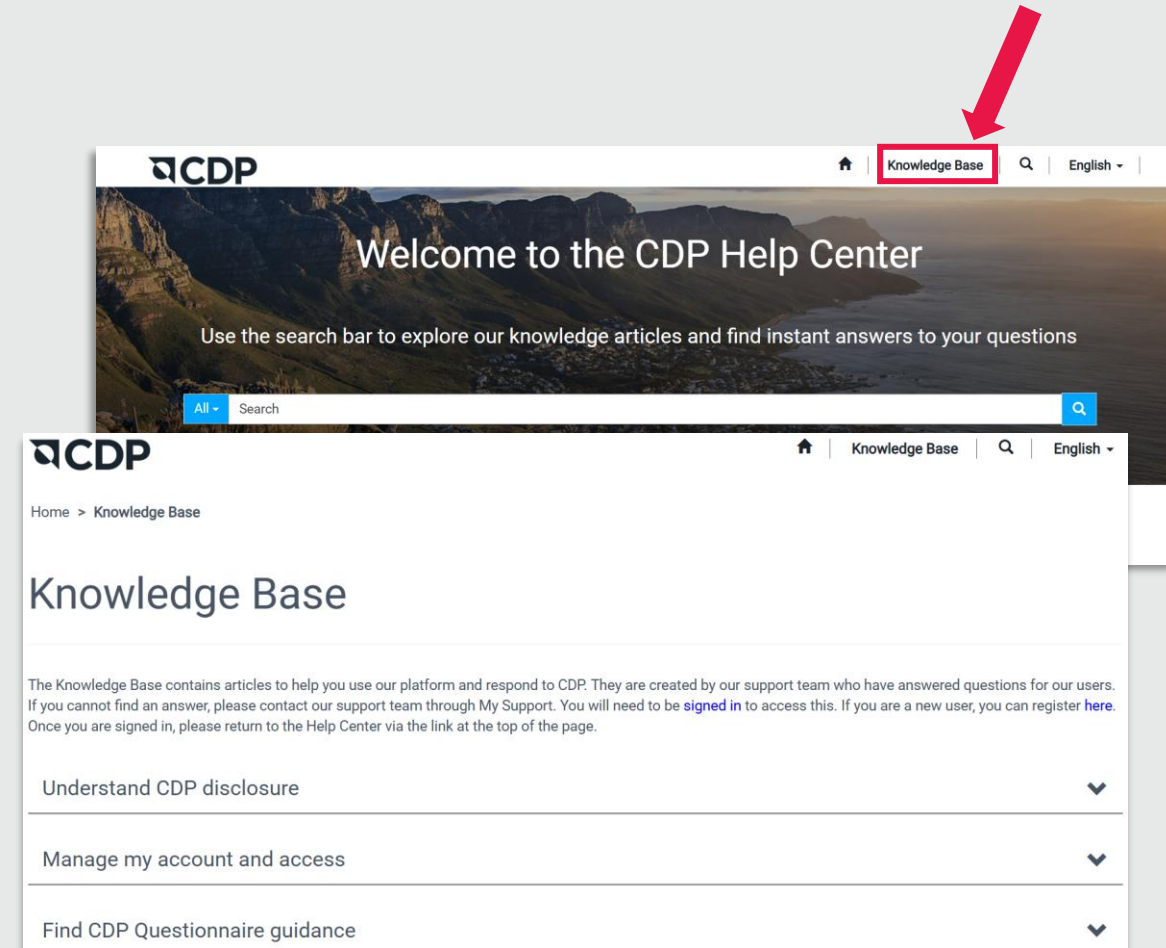 CDP
Knowledge Base
English
Welcome to the CDP Help Center
Use the search bar to explore our knowledge articles and find instant answers to your questions
All
Search
CDP
Knowledge Base
English
Home > Knowledge Base
Knowledge Base
The Knowledge Base contains articles to help you use our platform and respond to CDP. They are created by our support team who have answered questions for our users.
If you cannot find an answer, please contact our support team through My Support. You will need to be signed in to access this. If you are a new user, you can register here.
Once you are signed in, please return to the Help Center via the link at the top of the page.
Understand CDP disclosure
Manage my account and access
Find CDP Questionnaire guidance